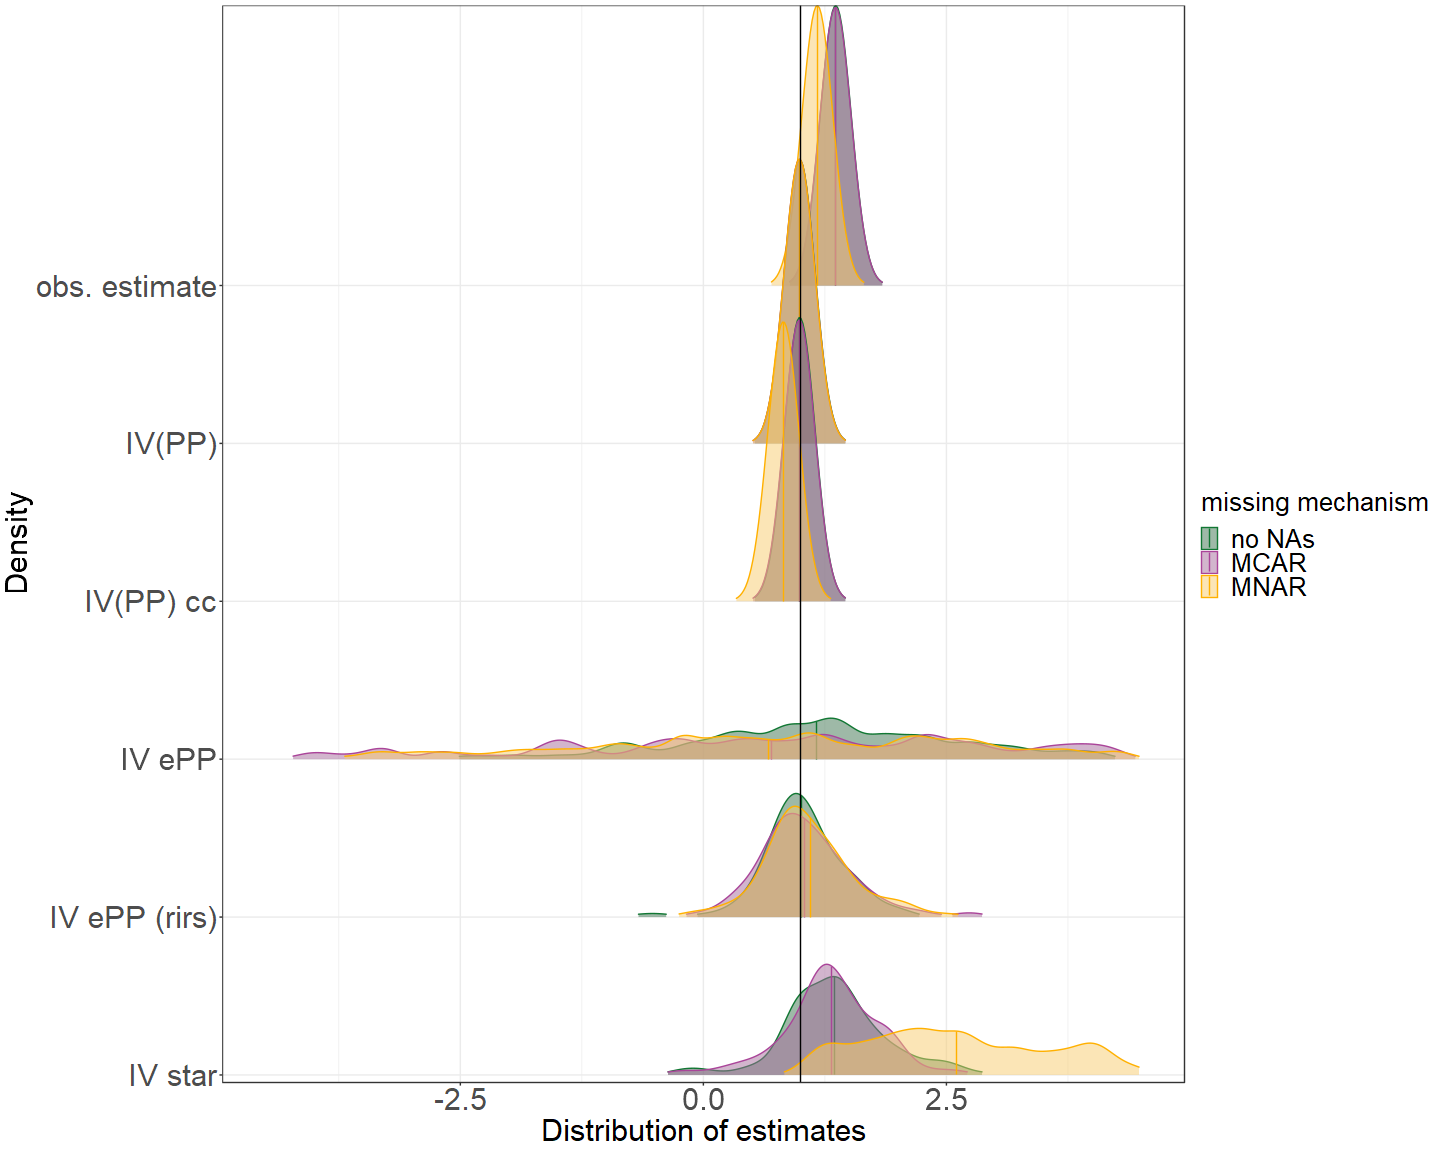 obs. estimate
IV(PP)
IV(PP) cc
IV ePP
IV ePP (rirs)
IV star
Density
-2.5
0.0
2.5
Distribution of estimates
missing mechanism
no NAs
MCAR
MNAR